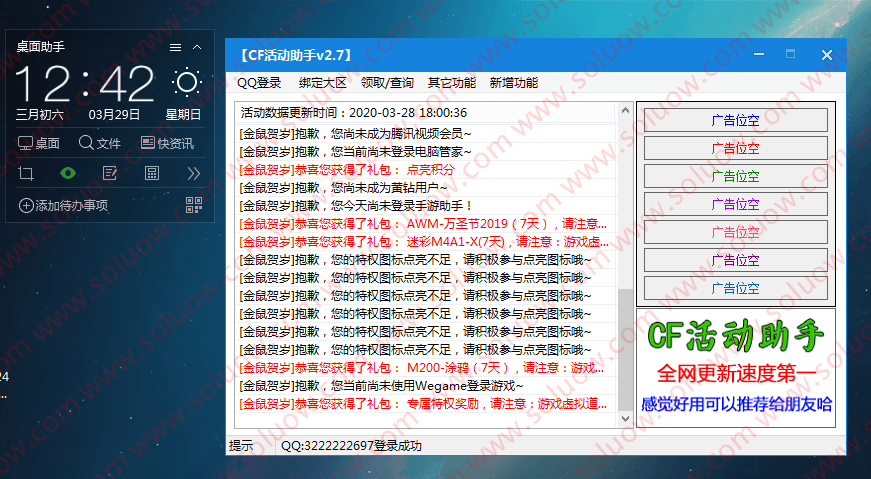 桌面助手
12:42
三月初六 03月29日 星期日
桌面 文件 快资讯
添加待办事项
24
...
【CF活动助手v2.7】
QQ登录 绑定大区 领取/查询 其它功能 新增功能
活动数据更新时间：2020-03-28 18:00:36
[金鼠贺岁]抱歉，您尚未成为腾讯视频会员~
[金鼠贺岁]抱歉，您当前尚未登录电脑管家~
[金鼠贺岁]恭喜您获得了礼包： 点亮积分
[金鼠贺岁]抱歉，您尚未成为黄钻用户~
[金鼠贺岁]抱歉，您今天尚未登录手游助手！
[金鼠贺岁]恭喜您获得了礼包： AWM-万圣节2019（7天），请注意...
[金鼠贺岁]恭喜您获得了礼包： 迷彩M4A1-X(7天)，请注意：游戏虚...
[金鼠贺岁]抱歉，您的特权图标点亮不足，请积极参与点亮图标哦~
[金鼠贺岁]抱歉，您的特权图标点亮不足，请积极参与点亮图标哦~
[金鼠贺岁]抱歉，您的特权图标点亮不足，请积极参与点亮图标哦~
[金鼠贺岁]抱歉，您的特权图标点亮不足，请积极参与点亮图标哦~
[金鼠贺岁]抱歉，您的特权图标点亮不足，请积极参与点亮图标哦~
[金鼠贺岁]抱歉，您的特权图标点亮不足，请积极参与点亮图标哦~
[金鼠贺岁]恭喜您获得了礼包： M200-涂鸦（7天），请注意：游戏...
[金鼠贺岁]抱歉，您当前尚未使用Wegame登录游戏~
[金鼠贺岁]恭喜您获得了礼包： 专属特权奖励，请注意：游戏虚拟道...
广告位空
广告位空
广告位空
广告位空
广告位空
广告位空
广告位空
CF活动助手
全网更新速度第一
感觉好用可以推荐给朋友哈
提示 QQ:3222222697登录成功
www.soluow.com